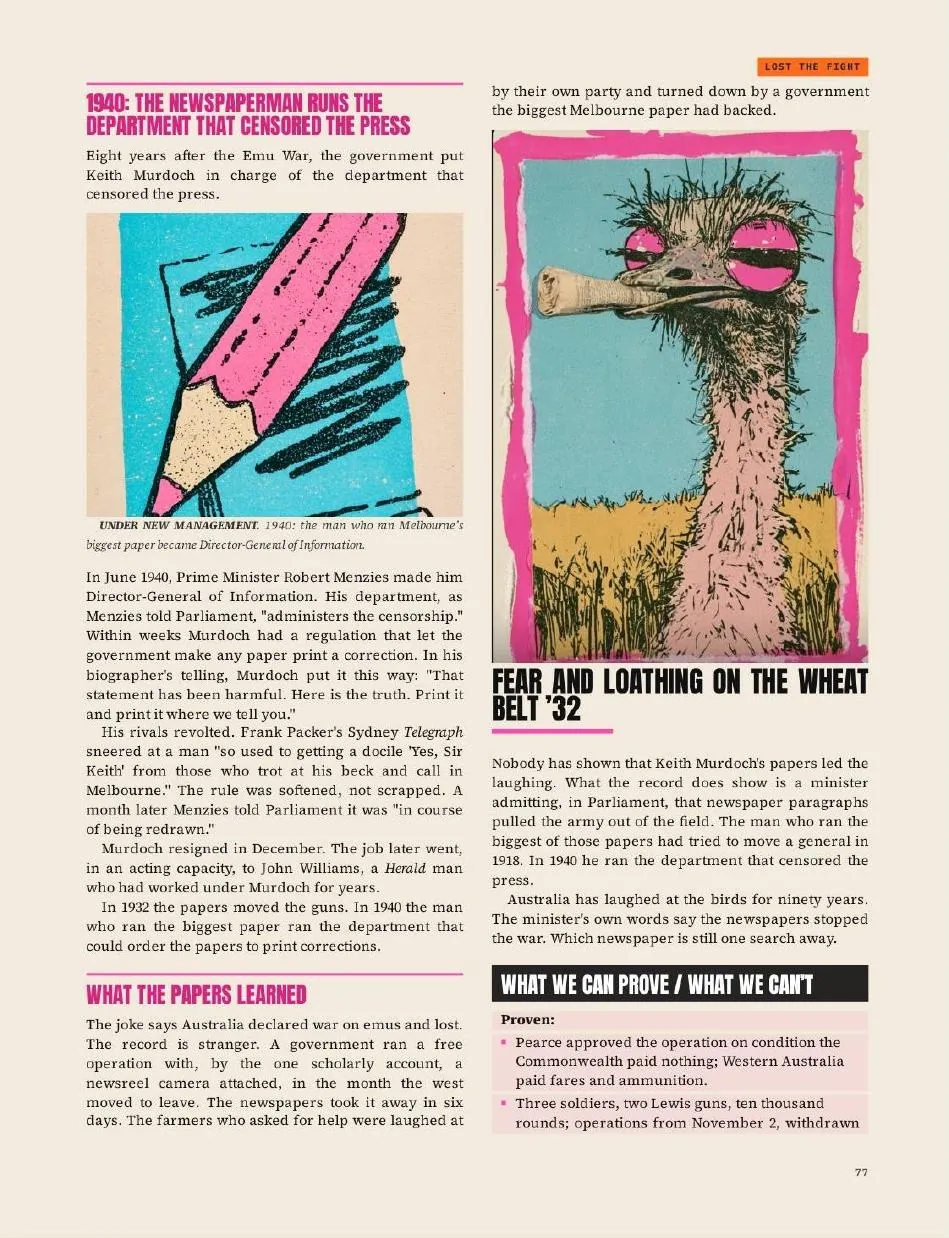 LOST THE FIGHT
1940: THE NEWSPAPERMAN RUNS THE
DEPARTMENT THAT CENSORED THE PRESS
Eight years after the Emu War, the government put
Keith Murdoch in charge of the department that
censored the press.
UNDER NEW MANAGEMENT. 1940: the man who ran Melbourne's
biggest paper became Director-General of Information.
In June 1940, Prime Minister Robert Menzies made him
Director-General of Information. His department, as
Menzies told Parliament, "administers the censorship."
Within weeks Murdoch had a regulation that let the
government make any paper print a correction. In his
biographer's telling, Murdoch put it this way: "That
statement has been harmful. Here is the truth. Print it
and print it where we tell you."
His rivals revolted. Frank Packer's Sydney Telegraph
sneered at a man "so used to getting a docile 'Yes, Sir
Keith' from those who trot at his beck and call in
Melbourne." The rule was softened, not scrapped. A
month later Menzies told Parliament it was "in course
of being redrawn."
Murdoch resigned in December. The job later went,
in an acting capacity, to John Williams, a Herald man
who had worked under Murdoch for years.
In 1932 the papers moved the guns. In 1940 the man
who ran the biggest paper ran the department that
could order the papers to print corrections.
WHAT THE PAPERS LEARNED
The joke says Australia declared war on emus and lost.
The record is stranger. A government ran a free
operation with, by the one scholarly account, a
newsreel camera attached, in the month the west
moved to leave. The newspapers took it away in six
days. The farmers who asked for help were laughed at
by their own party and turned down by a government
the biggest Melbourne paper had backed.
FEAR AND LOATHING ON THE WHEAT
BELT '32
Nobody has shown that Keith Murdoch's papers led the
laughing. What the record does show is a minister
admitting, in Parliament, that newspaper paragraphs
pulled the army out of the field. The man who ran the
biggest of those papers had tried to move a general in
1918. In 1940 he ran the department that censored the
press.
Australia has laughed at the birds for ninety years.
The minister's own words say the newspapers stopped
the war. Which newspaper is still one search away.
WHAT WE CAN PROVE / WHAT WE CAN'T
Proven:
Pearce approved the operation on condition the
Commonwealth paid nothing; Western Australia
paid fares and ammunition.
Three soldiers, two Lewis guns, ten thousand
rounds; operations from November 2, withdrawn
77